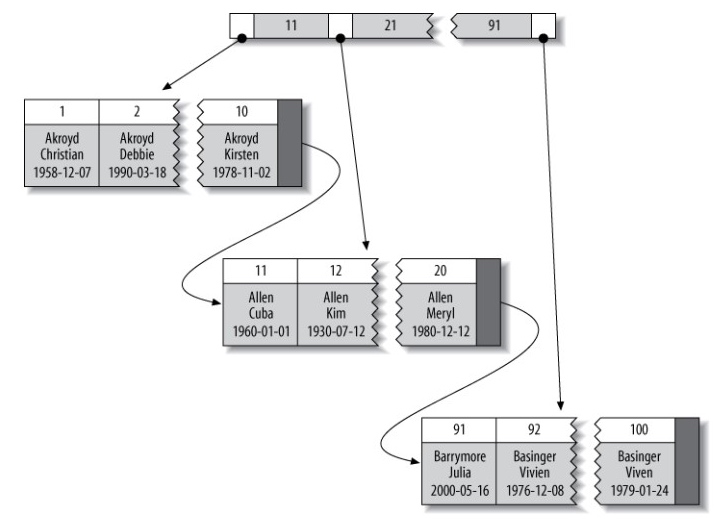 11 21 91
1 2 10
Akroyd Akroyd Akroyd
Christian Debbie Kirsten
1958-12-07 1990-03-18 1978-11-02
11 12 20
Allen Allen Allen
Cuba Kim Meryl
1960-01-01 1930-07-12 1980-12-12
91 92 100
Barrymore Basinger Basinger
Julia Vivien Viven
2000-05-16 1976-12-08 1979-01-24